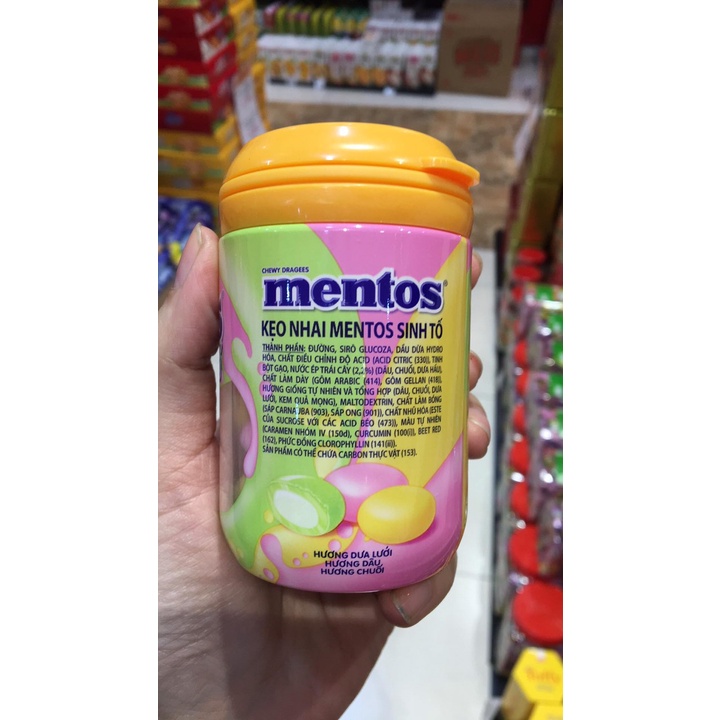 CHEWY DRAGEES
mentos
KẸO NHAI MENTOS SINH TỐ
THÀNH PHẦN: ĐƯỜNG, SIRÔ GLUCOZA, DẦU DỪA HYDRO
HÓA, CHẤT ĐIỀU CHỈNH ĐỘ ACID (ACID CITRIC (330)), TINH
BỘT GẠO, NƯỚC ÉP TRÁI CÂY (2,2%) (DÂU, CHUỐI, DƯA HẤU),
CHẤT LÀM DÀY (GÔM ARABIC (414), GÔM GELLAN (418),
HƯƠNG GIỐNG TỰ NHIÊN VÀ TỔNG HỢP (DÂU, CHUỐI, DƯA
LƯỚI, KEM QUẢ MỌNG), MALTODEXTRIN, CHẤT LÀM BÓNG
(SÁP CARNAUBA (903), SÁP ONG (901)), CHẤT NHŨ HÓA (ESTE
CỦA SUCROSE VỚI CÁC ACID BÉO (473)), MÀU TỰ NHIÊN
(CARAMEN NHÓM IV (150d), CURCUMIN (100(i)), BEET RED
(162), PHỨC ĐỒNG CLOROPHYLLIN (141(ii)).
SẢN PHẨM CÓ THỂ CHỨA CARBON THỰC VẬT (153).
HƯƠNG DƯA LƯỚI
HƯƠNG DÂU
HƯƠNG CHUỐI